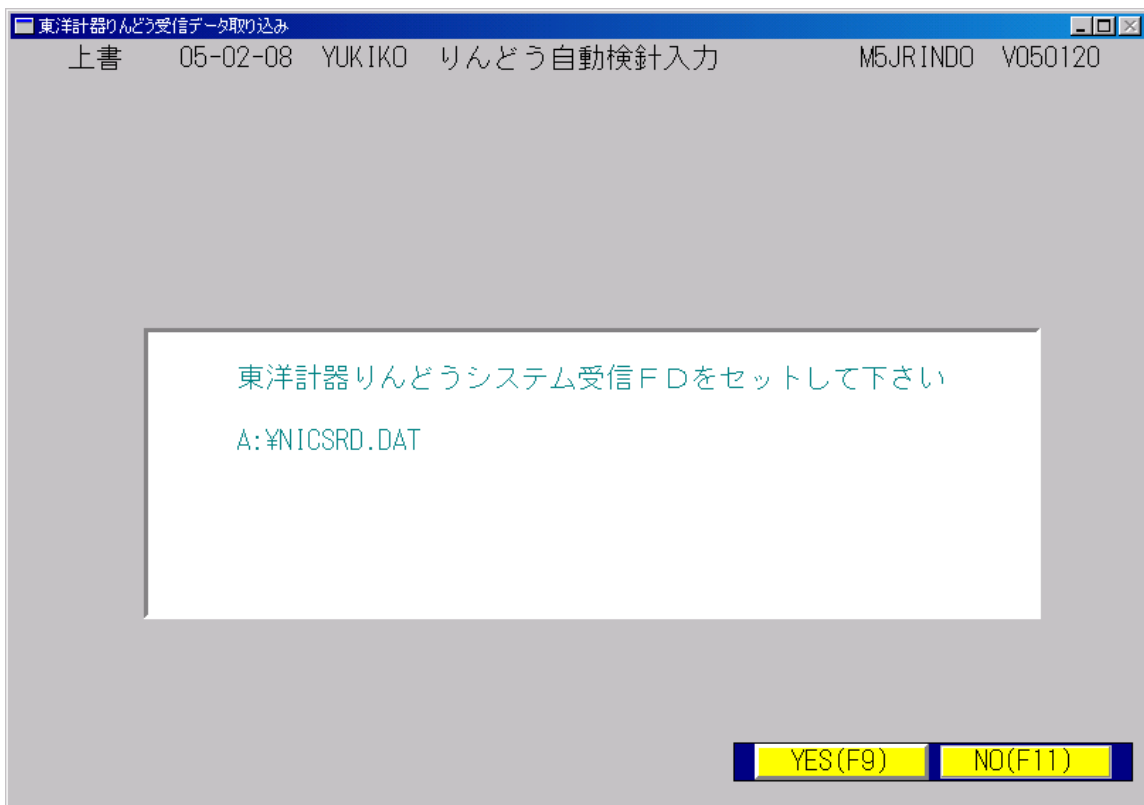 東洋計器りんどう受信データ取り込み
上書 05-02-08 YUKIKO りんどう自動検針入力 M5JRINDO V050120
東洋計器りんどうシステム受信ＦＤをセットして下さい
A:¥NICSRD.DAT
YES(F9) NO(F11)